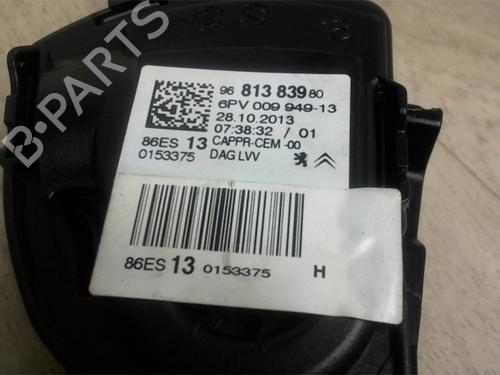 96 813 839 80
6PV 009 949-13
28.10.2013
07:38:32 / 01
86ES 13 CAPPR-CEM -00
0153375 DAG LVV
86ES 13 0153375 H
B-PARTS